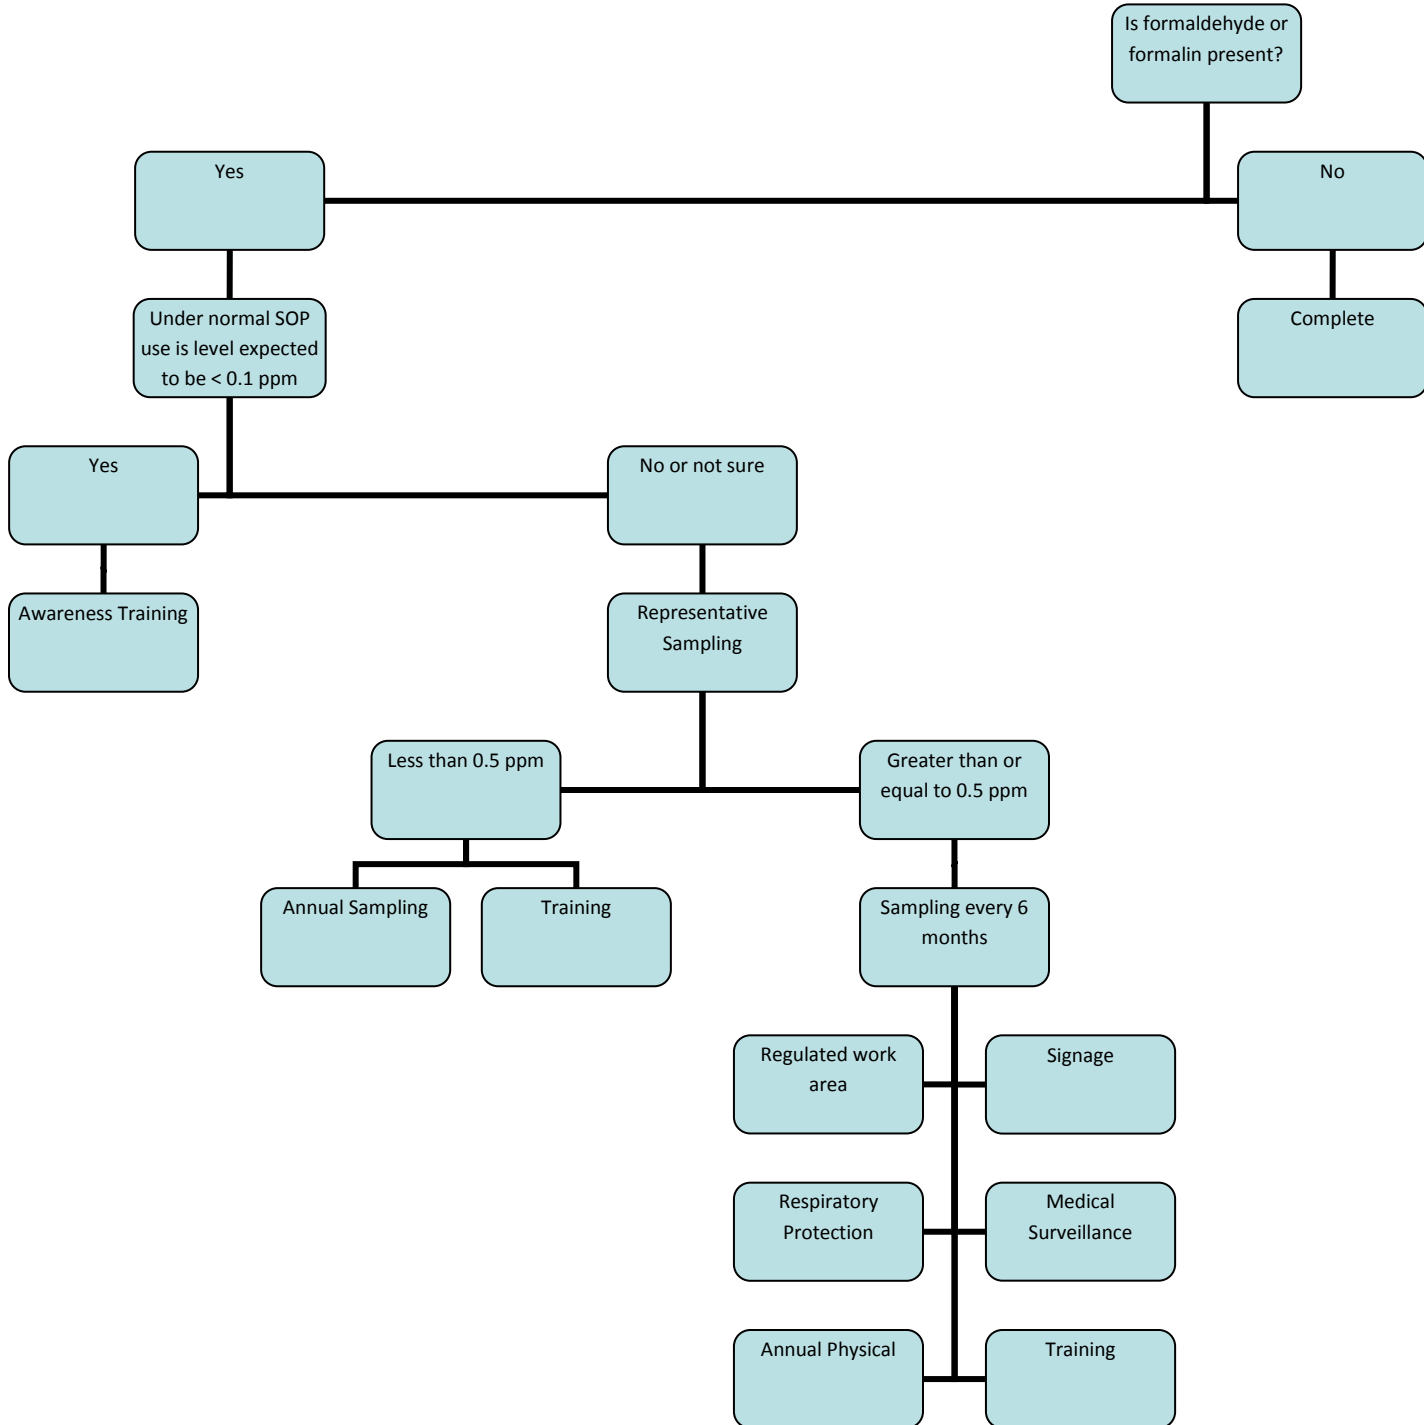 Is formaldehyde or
formalin present?
Yes
No
Under normal SOP
use is level expected
to be < 0.1 ppm
Complete
Yes
No or not sure
Awareness Training
Representative
Sampling
Less than 0.5 ppm
Greater than or
equal to 0.5 ppm
Annual Sampling
Training
Sampling every 6
months
Regulated work
area
Signage
Respiratory
Protection
Medical
Surveillance
Annual Physical
Training